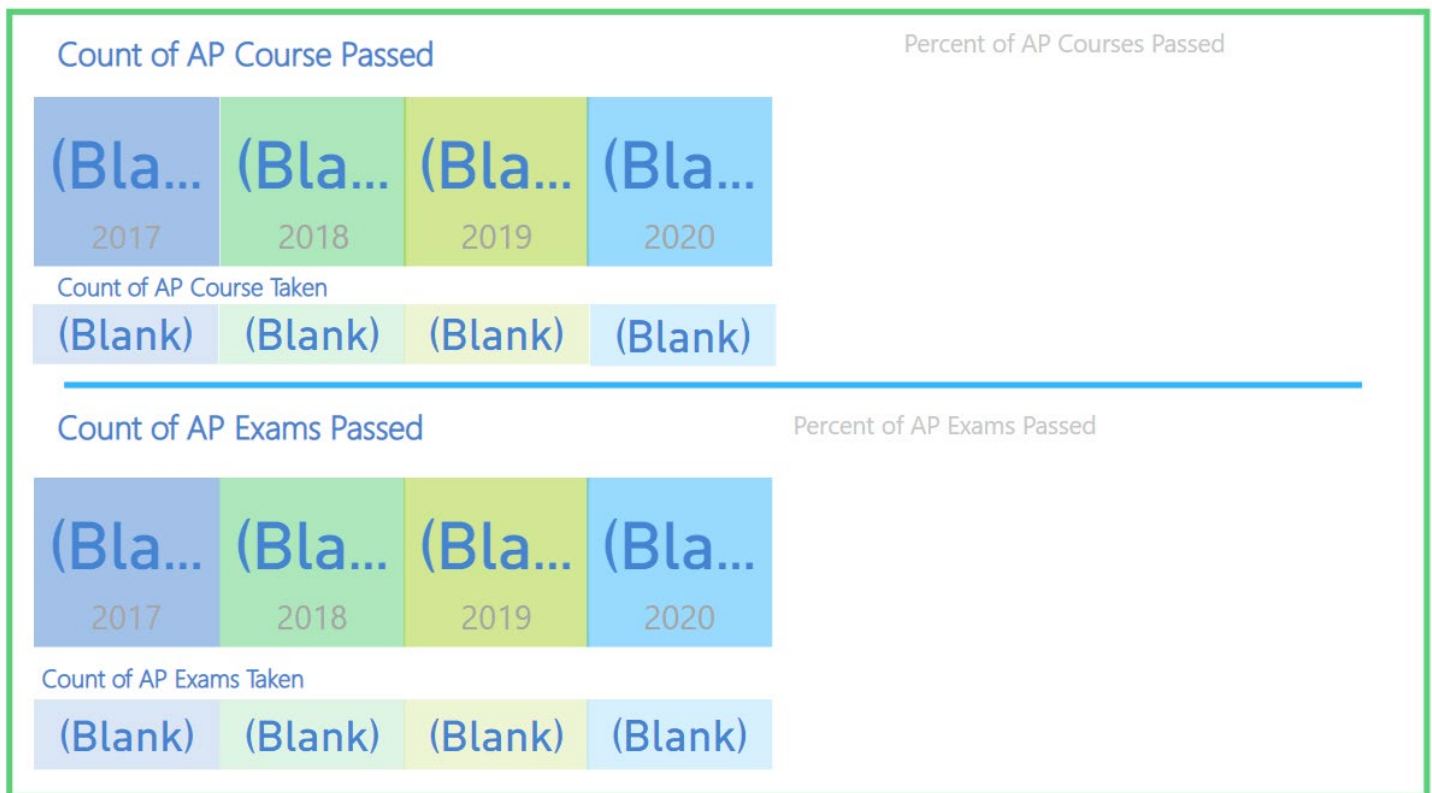 Count of AP Course Passed
Percent of AP Courses Passed
(Bla... (Bla... (Bla... (Bla...
2017 2018 2019 2020
Count of AP Course Taken
(Blank) (Blank) (Blank) (Blank)
Count of AP Exams Passed
Percent of AP Exams Passed
(Bla... (Bla... (Bla... (Bla...
2017 2018 2019 2020
Count of AP Exams Taken
(Blank) (Blank) (Blank) (Blank)